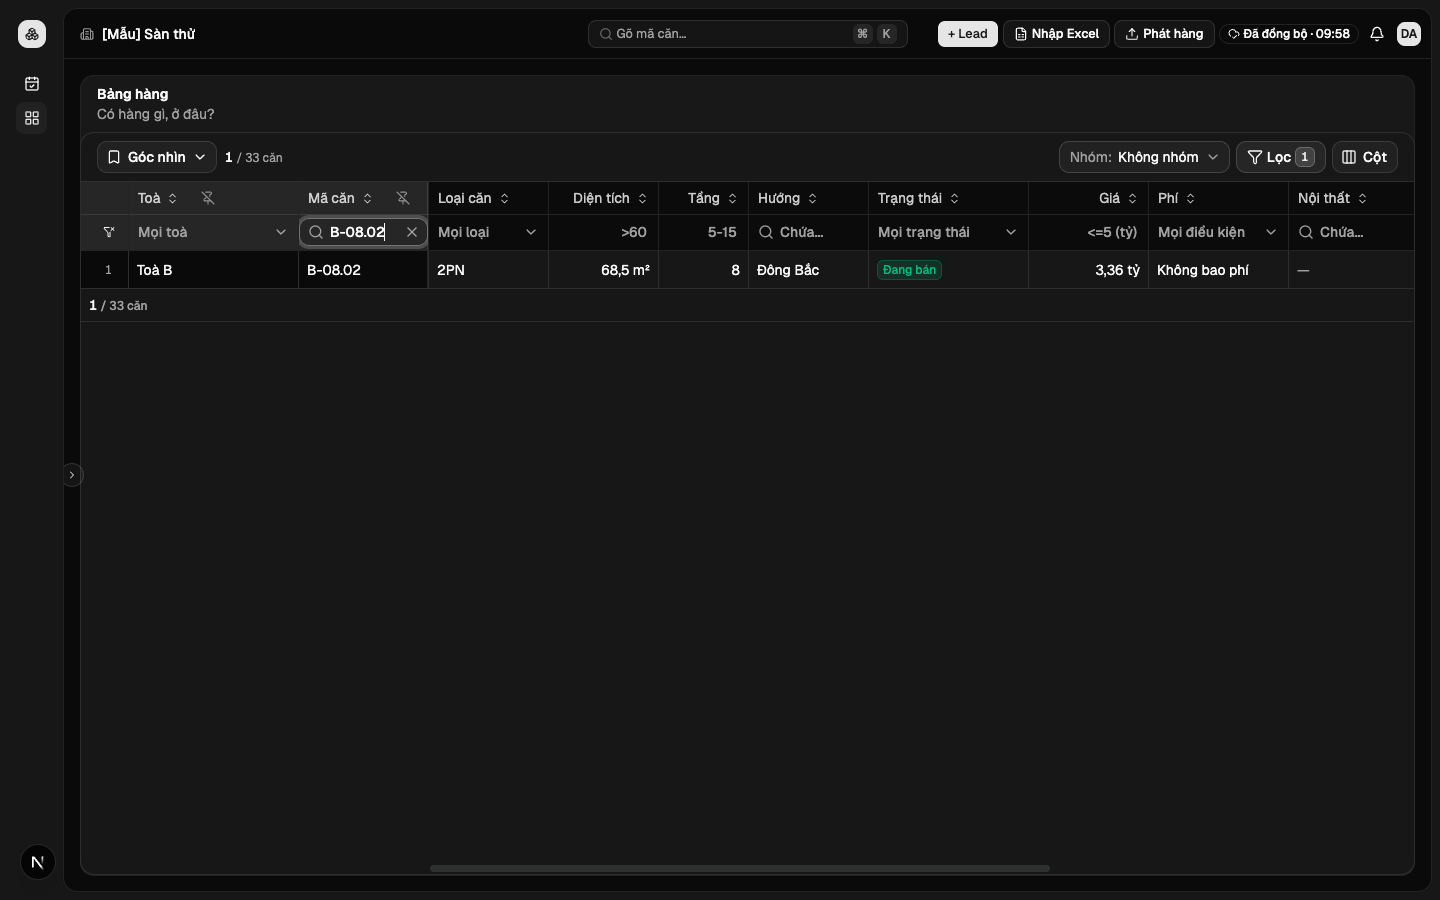 [Mẫu] Sàn thử
Gõ mã căn... ⌘ K
+ Lead
Nhập Excel
Phát hàng
Đã đồng bộ · 09:58
DA
Bảng hàng
Có hàng gì, ở đâu?
Góc nhìn
1 / 33 căn
Nhóm: Không nhóm
Lọc 1
Cột
Toà Mã căn Loại căn Diện tích Tầng Hướng Trạng thái Giá Phí Nội thất
Mọi toà B-08.02 Mọi loại >60 5-15 Chứa... Mọi trạng thái <=5 (tỷ) Mọi điều kiện Chứa...
1 Toà B B-08.02 2PN 68,5 m² 8 Đông Bắc Đang bán 3,36 tỷ Không bao phí —
1 / 33 căn
N